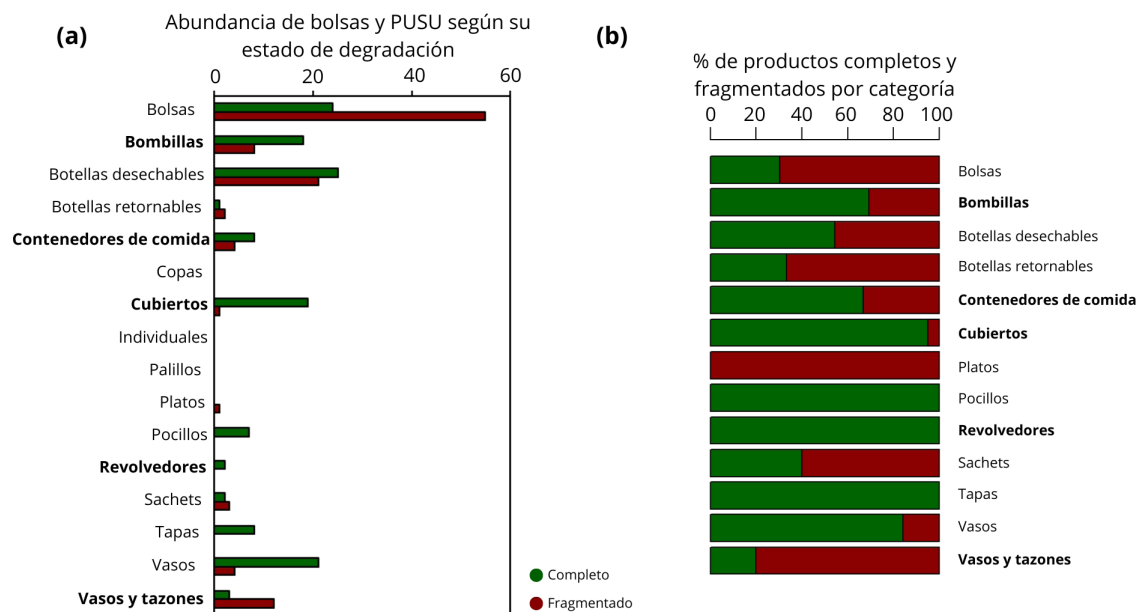 (a)
Abundancia de bolsas y PUSU según su
estado de degradación
0 20 40 60
Bolsas
Bombillas
Botellas desechables
Botellas retornables
Contenedores de comida
Copas
Cubiertos
Individuales
Palillos
Platos
Pocillos
Revolvedores
Sachets
Tapas
Vasos
Vasos y tazones
Completo
Fragmentado
(b)
% de productos completos y
fragmentados por categoría
0 20 40 60 80 100
Bolsas
Bombillas
Botellas desechables
Botellas retornables
Contenedores de comida
Cubiertos
Platos
Pocillos
Revolvedores
Sachets
Tapas
Vasos
Vasos y tazones